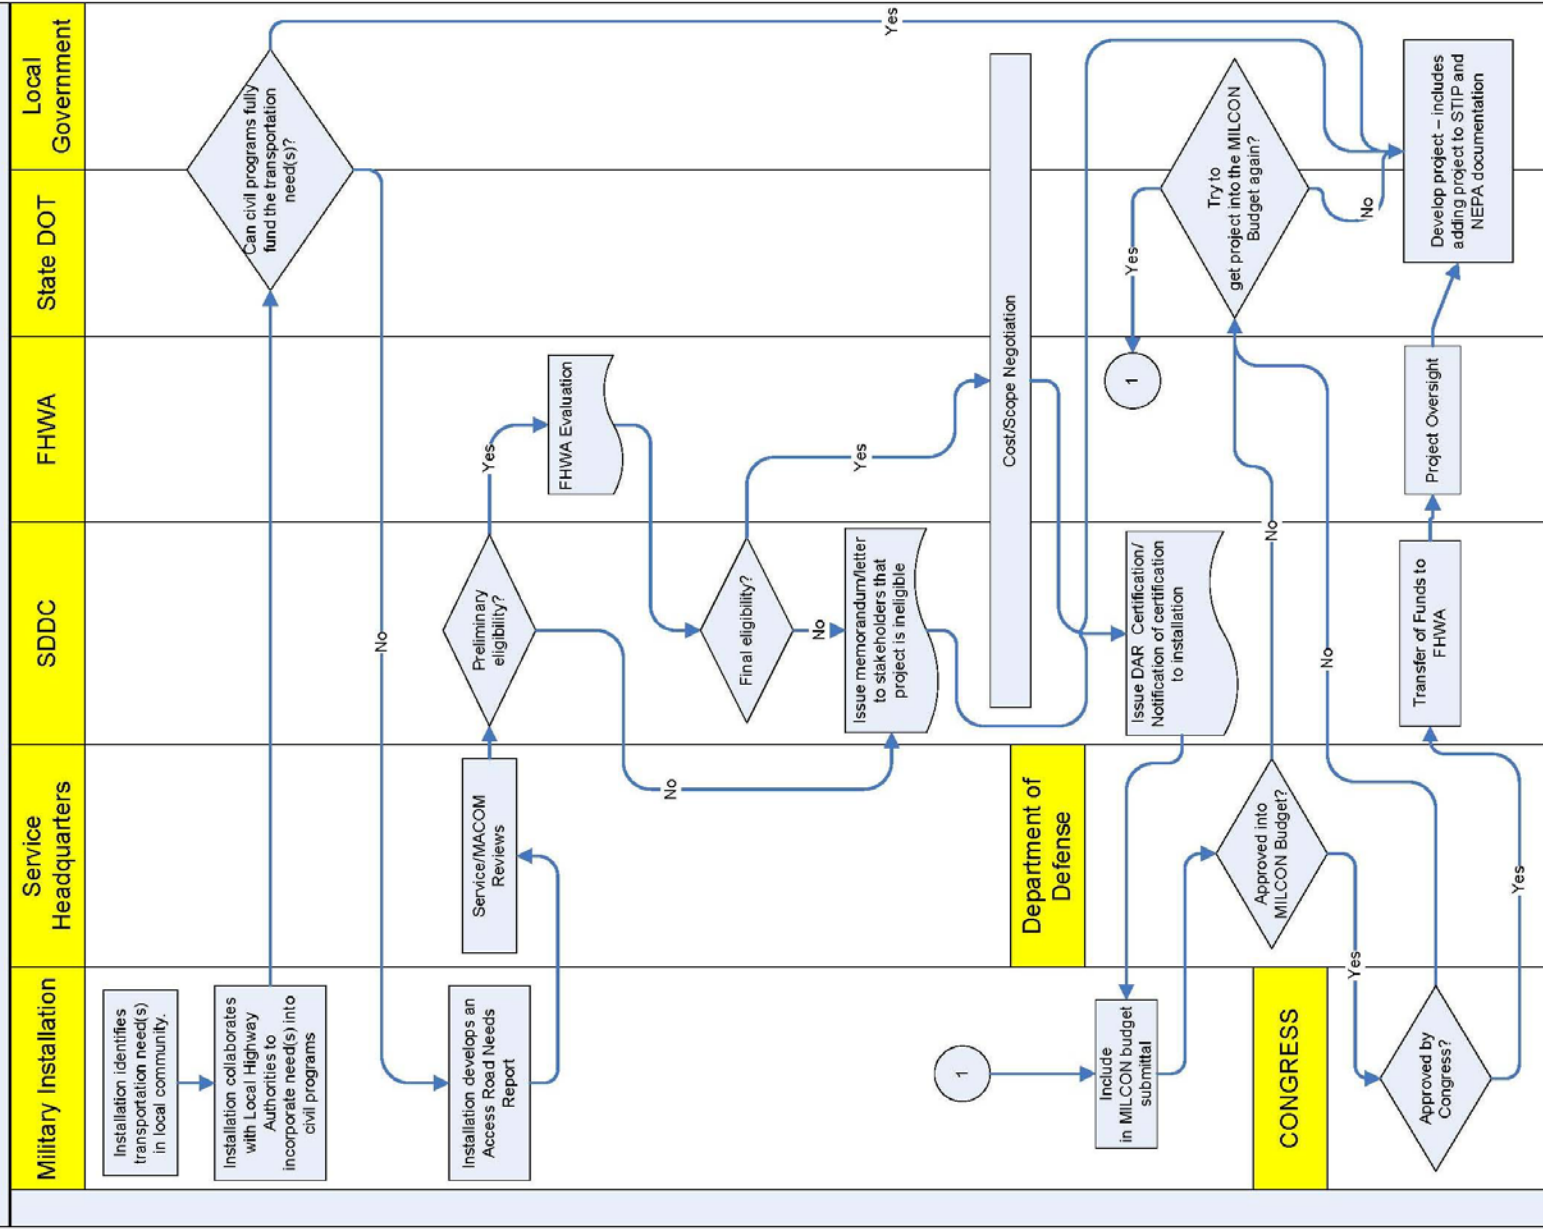 Military Installation
Service
Headquarters
SDDC
FHWA
State DOT
Local
Government
Installation identifies
transportation need(s)
in local community.
Installation collaborates
with Local Highway
Authorities to
incorporate need(s) into
civil programs
Can civil programs fully
fund the transportation
need(s)?
Yes
No
Installation develops an
Access Road Needs
Report
Service/MACOM
Reviews
Preliminary
eligibility?
Yes
No
FHWA Evaluation
Final eligibility?
Yes
No
Issue memorandum/letter
to stakeholders that
project is ineligible
Cost/Scope Negotiation
Department of
Defense
1
Issue DAR Certification/
Notification of certification
to installation
Include
in MILCON budget
submittal
Approved into
MILCON Budget?
No
Yes
Try to
get project into the MILCON
Budget again?
Yes
No
1
CONGRESS
Approved by
Congress?
No
Yes
Transfer of Funds to
FHWA
Project Oversight
Develop project – includes
adding project to STIP and
NEPA documentation